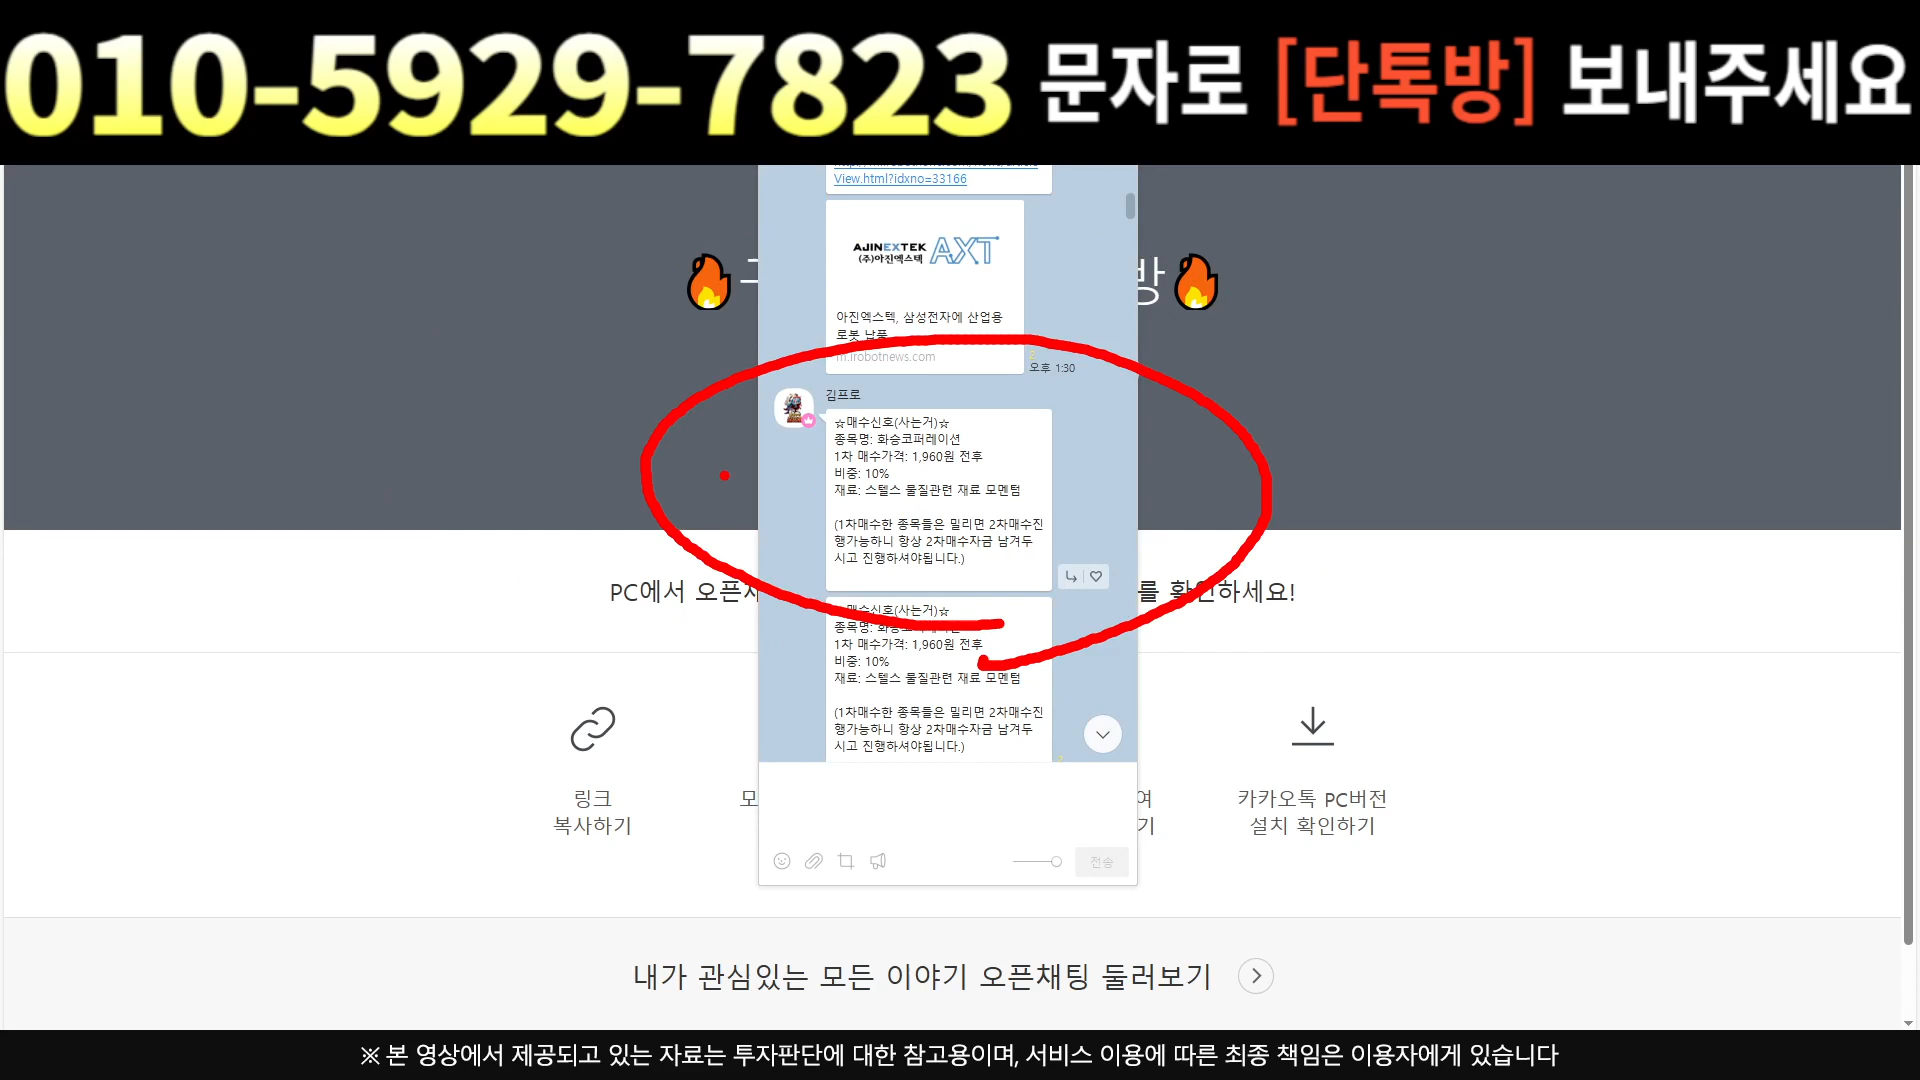 010-5929-7823 문자로 [단톡방] 보내주세요
View.html?idxno=33166
AJINEXTEK AXT
(주)아진엑스텍
방
아진엑스텍, 삼성전자에 산업용
로봇 납품
m.irobotnews.com
2
오후 1:30
김프로
☆매수신호(사는거)☆
종목명: 화승코퍼레이션
1차 매수가격: 1,960원 전후
비중: 10%
재료: 스텔스 물질관련 재료 모멘텀
(1차매수한 종목들은 밀리면 2차매수진
행가능하니 항상 2차매수자금 남겨두
시고 진행하셔야됩니다.)
PC에서 오픈채
를 확인하세요!
☆매수신호(사는거)☆
종목명: 화승코퍼레이션
1차 매수가격: 1,960원 전후
비중: 10%
재료: 스텔스 물질관련 재료 모멘텀
(1차매수한 종목들은 밀리면 2차매수진
행가능하니 항상 2차매수자금 남겨두
시고 진행하셔야됩니다.)
링크
복사하기
모
여
기
카카오톡 PC버전
설치 확인하기
전송
내가 관심있는 모든 이야기 오픈채팅 둘러보기
※ 본 영상에서 제공되고 있는 자료는 투자판단에 대한 참고용이며, 서비스 이용에 따른 최종 책임은 이용자에게 있습니다